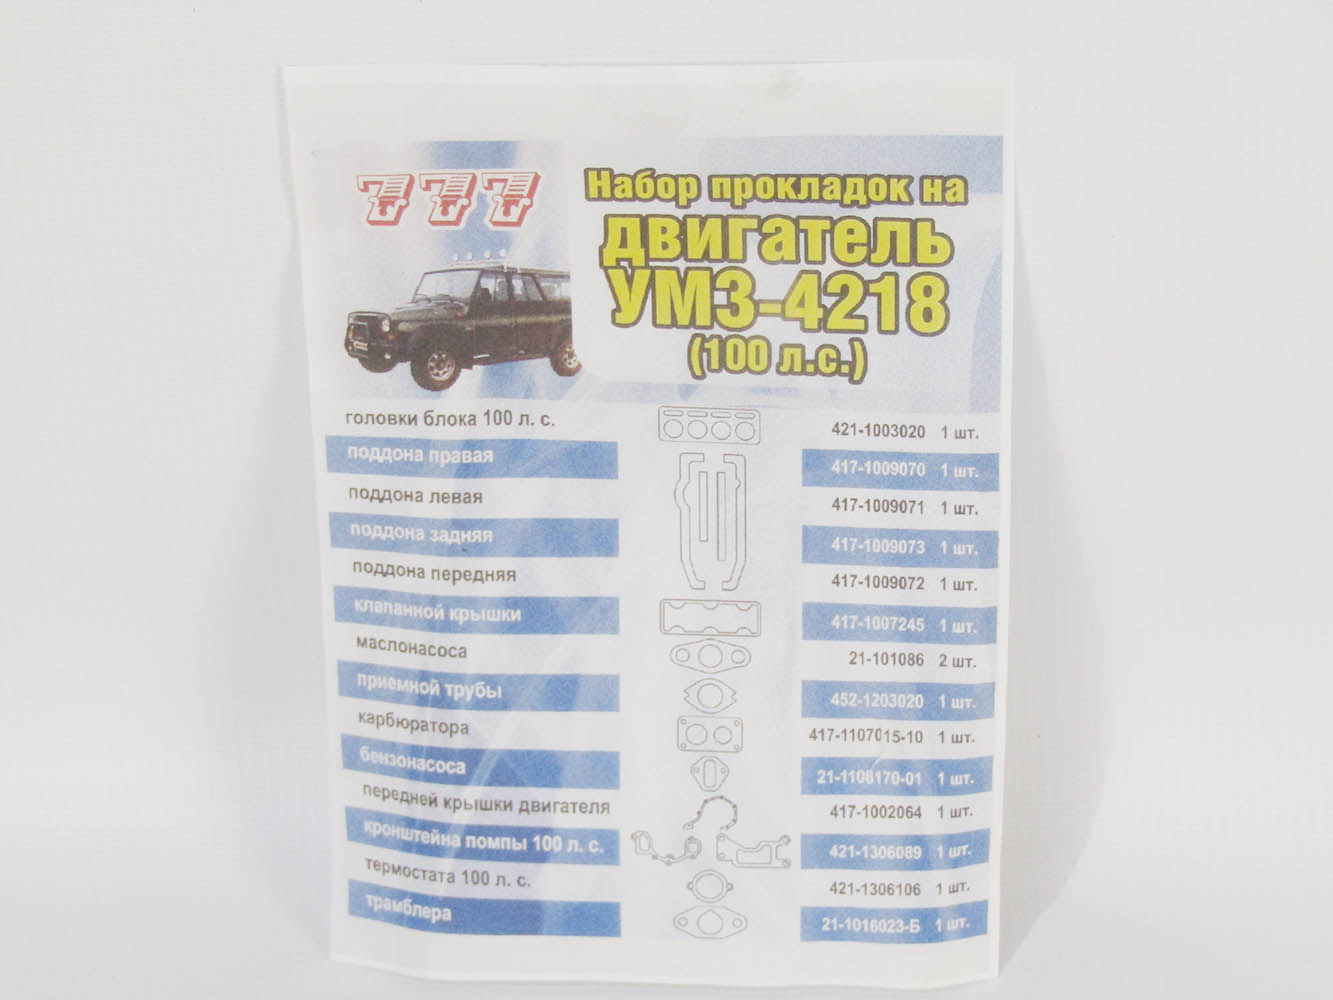 777
Набор прокладок на
двигатель
УМЗ-4218
(100 л.с.)
головки блока 100 л. с. 421-1003020 1 шт.
поддона правая 417-1009070 1 шт.
поддона левая 417-1009071 1 шт.
поддона задняя 417-1009073 1 шт.
поддона передняя 417-1009072 1 шт.
клапанной крышки 417-1007245 1 шт.
маслонасоса 21-101086 2 шт.
приемной трубы 452-1203020 1 шт.
карбюратора 417-1107015-10 1 шт.
бензонасоса 21-1106170-01 1 шт.
передней крышки двигателя 417-1002064 1 шт.
кронштейна помпы 100 л. с. 421-1306089 1 шт.
термостата 100 л. с. 421-1306106 1 шт.
трамблера 21-1016023-Б 1 шт.